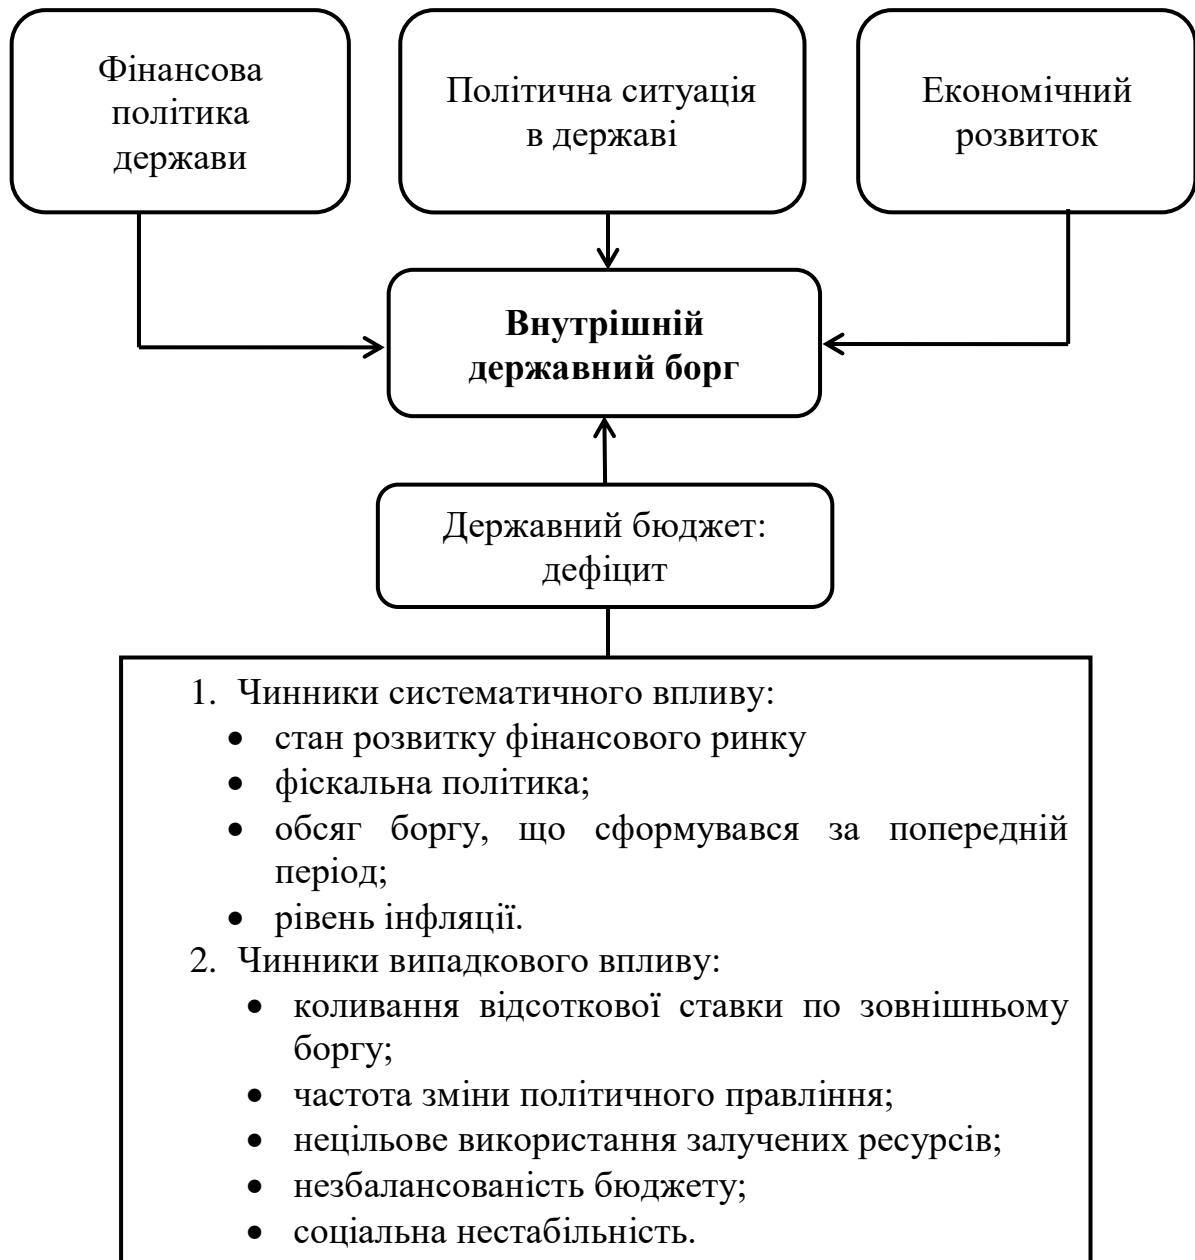 Фінансова
політика
держави
Політична ситуація
в державі
Економічний
розвиток
Внутрішній
державний борг
Державний бюджет:
дефіцит
1. Чинники систематичного впливу:
• стан розвитку фінансового ринку
• фіскальна політика;
• обсяг боргу, що сформувався за попередній
період;
• рівень інфляції.
2. Чинники випадкового впливу:
• коливання відсоткової ставки по зовнішньому
боргу;
• частота зміни політичного правління;
• нецільове використання залучених ресурсів;
• незбалансованість бюджету;
• соціальна нестабільність.